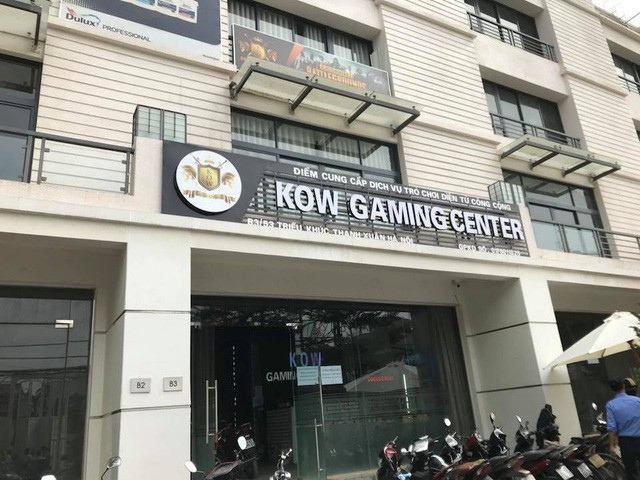 Dulux PROFESSIONAL
BATTLEGROUNDS
ĐIỂM CUNG CẤP DỊCH VỤ TRÒ CHƠI ĐIỆN TỬ CÔNG CỘNG
KOW GAMING CENTER
B3/53 TRIỀU KHÚC, THANH XUÂN HÀ NỘI
B2
B3
KOW
GAMING